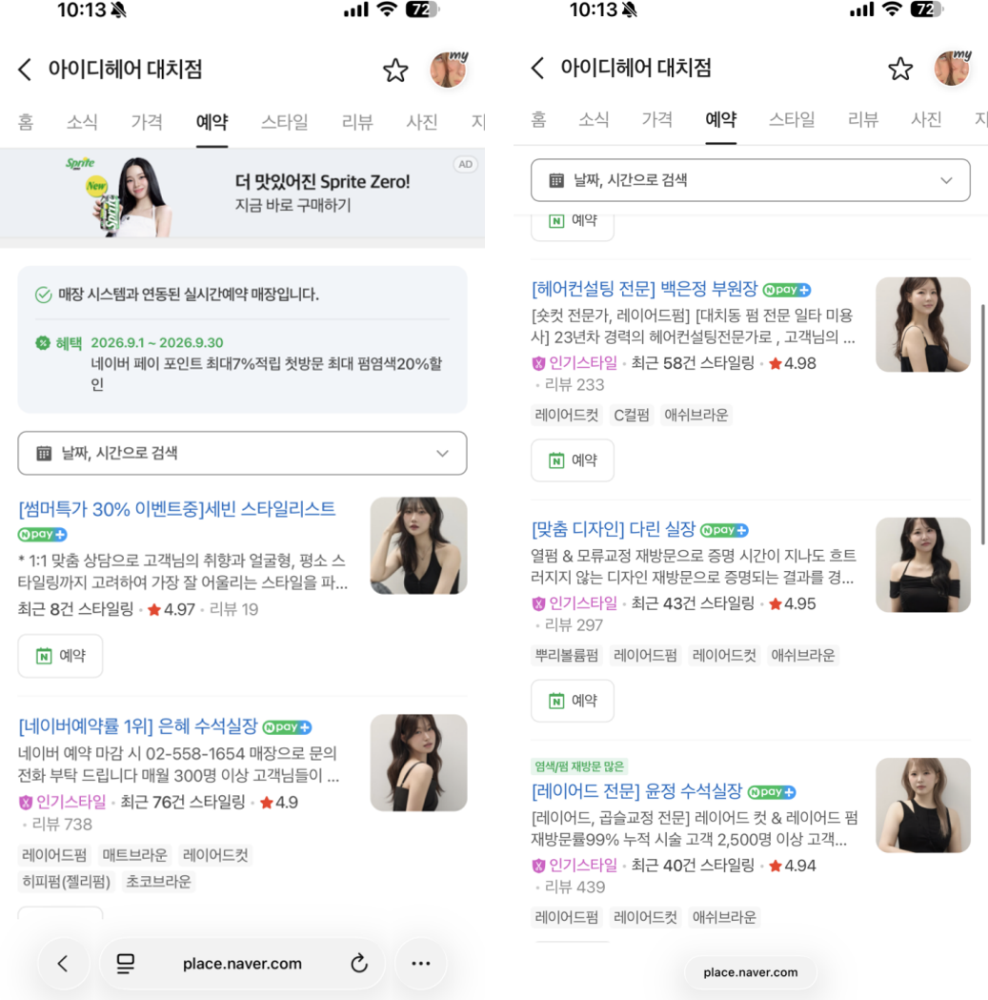 10:13
72
아이디헤어 대치점
my
홈 소식 가격 예약 스타일 리뷰 사진 지
Sprite
New
Sprite
더 맛있어진 Sprite Zero!
지금 바로 구매하기
AD
매장 시스템과 연동된 실시간예약 매장입니다.
혜택 2026.9.1 ~ 2026.9.30
네이버 페이 포인트 최대7%적립 첫방문 최대 펌염색20%할
인
날짜, 시간으로 검색
[썸머특가 30% 이벤트중]세빈 스타일리스트
N pay +
* 1:1 맞춤 상담으로 고객님의 취향과 얼굴형, 평소 스
타일링까지 고려하여 가장 잘 어울리는 스타일을 파...
최근 8건 스타일링 · ★4.97 · 리뷰 19
N 예약
[네이버예약률 1위] 은혜 수석실장 N pay +
네이버 예약 마감 시 02-558-1654 매장으로 문의
전화 부탁 드립니다 매월 300명 이상 고객님들이 ...
인기스타일 · 최근 76건 스타일링 · ★4.9
· 리뷰 738
레이어드펌 매트브라운 레이어드컷
히피펌(젤리펌) 초코브라운
place.naver.com
10:13
72
아이디헤어 대치점
my
홈 소식 가격 예약 스타일 리뷰 사진 지
날짜, 시간으로 검색
N 예약
[헤어컨설팅 전문] 백은정 부원장 N pay +
[숏컷 전문가, 레이어드펌] [대치동 펌 전문 일타 미용
사] 23년차 경력의 헤어컨설팅전문가로 , 고객님의 ...
인기스타일 · 최근 58건 스타일링 · ★4.98
· 리뷰 233
레이어드컷 C컬펌 애쉬브라운
N 예약
[맞춤 디자인] 다린 실장 N pay +
열펌 & 모류교정 재방문으로 증명 시간이 지나도 흐트
러지지 않는 디자인 재방문으로 증명되는 결과를 경...
인기스타일 · 최근 43건 스타일링 · ★4.95
· 리뷰 297
뿌리볼륨펌 레이어드펌 레이어드컷 애쉬브라운
N 예약
염색/펌 재방문 많은
[레이어드 전문] 윤정 수석실장 N pay +
[레이어드, 곱슬교정 전문] 레이어드 컷 & 레이어드 펌
재방문률99% 누적 시술 고객 2,500명 이상 고객...
인기스타일 · 최근 40건 스타일링 · ★4.94
· 리뷰 439
레이어드펌 레이어드컷 애쉬브라운
place.naver.com